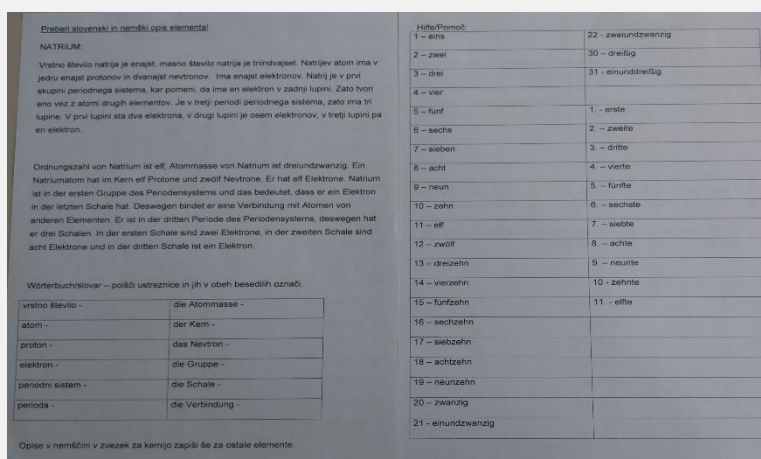 Preberi slovenski in nemški opis elementa!
NATRIUM:
Vrstno število natrija je enajst, masno število natrija je triindvajset. Natrijev atom ima v
jedru enajst protonov in dvanajst nevtronov. Ima enajst elektronov. Natrij je v prvi
skupini periodnega sistema, kar pomeni, da ima en elektron v zadnji lupini. Zato tvori
eno vez z atomi drugih elementov. Je v tretji periodi periodnega sistema, zato ima tri
lupine. V prvi lupini sta dva elektrona, v drugi lupini je osem elektronov, v tretji lupini pa
en elektron.
Ordnungszahl von Natrium ist elf, Atommasse von Natrium ist dreiundzwanzig. Ein
Natriumatom hat im Kern elf Protone und zwölf Nevtrone. Er hat elf Elektrone. Natrium
ist in der ersten Gruppe des Periodensystems und das bedeutet, dass er ein Elektron
in der letzten Schale hat. Deswegen bindet er eine Verbindung mit Atomen von
anderen Elementen. Er ist in der dritten Periode des Periodensystems, deswegen hat
er drei Schalen. In der ersten Schale sind zwei Elektrone, in der zweiten Schale sind
acht Elektrone und in der dritten Schale ist ein Elektron.
Wörterbuch/slovar – poišči ustreznice in jih v obeh besedilih označi.
vrstno število - die Atommasse -
atom - der Kern -
proton - das Nevtron -
elektron - die Gruppe -
periodni sistem - die Schale -
perioda - die Verbindung -
Opise v nemščini v zvezek za kemijo zapiši še za ostale elemente.
Hilfe/Pomoč:
1 – eins 22 - zweiundzwanzig
2 – zwei 30 – dreißig
3 – drei 31 - einunddreißig
4 – vier
5 – fünf 1. - erste
6 – sechs 2. – zweite
7 – sieben 3. – dritte
8 – acht 4. – vierte
9 – neun 5. – fünfte
10 – zehn 6. – sechste
11 – elf 7. – siebte
12 – zwölf 8. – achte
13 – dreizehn 9. – neunte
14 – vierzehn 10 - zehnte
15 – fünfzehn 11. - elfte
16 – sechzehn
17 – siebzehn
18 – achtzehn
19 – neunzehn
20 – zwanzig
21 - einundzwanzig